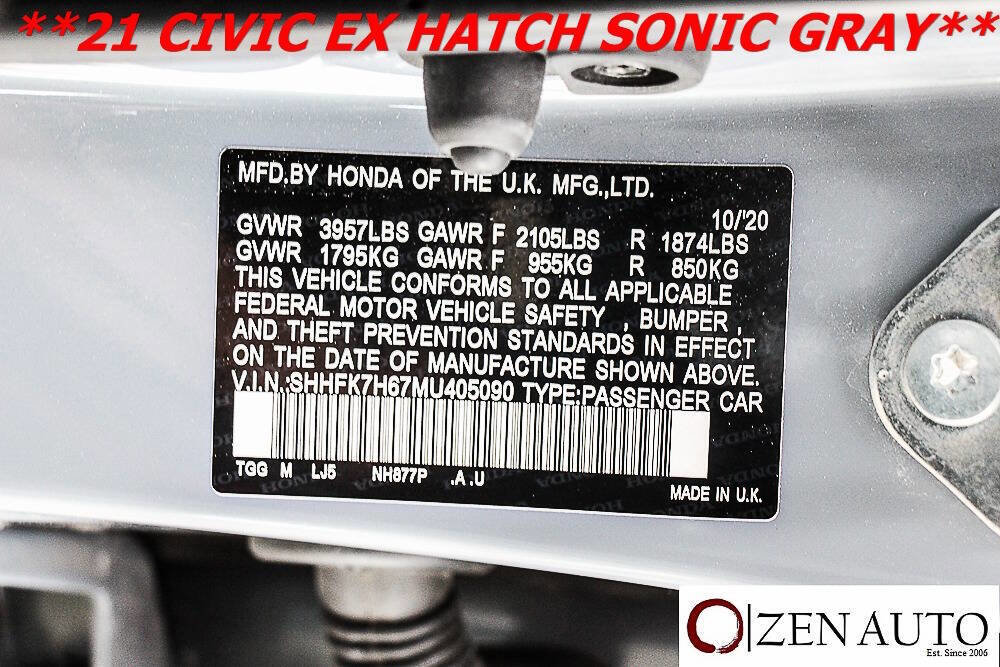 **21 CIVIC EX HATCH SONIC GRAY**
MFD.BY HONDA OF THE U.K. MFG.,LTD.
10/'20
GVWR 3957LBS GAWR F 2105LBS R 1874LBS
GVWR 1795KG GAWR F 955KG R 850KG
THIS VEHICLE CONFORMS TO ALL APPLICABLE
FEDERAL MOTOR VEHICLE SAFETY , BUMPER ,
AND THEFT PREVENTION STANDARDS IN EFFECT
ON THE DATE OF MANUFACTURE SHOWN ABOVE.
V.I.N.:SHHFK7H67MU405090 TYPE:PASSENGER CAR
TGG M LJ5 NH877P .A.U
MADE IN U.K.
ZEN AUTO
Est. Since 2006